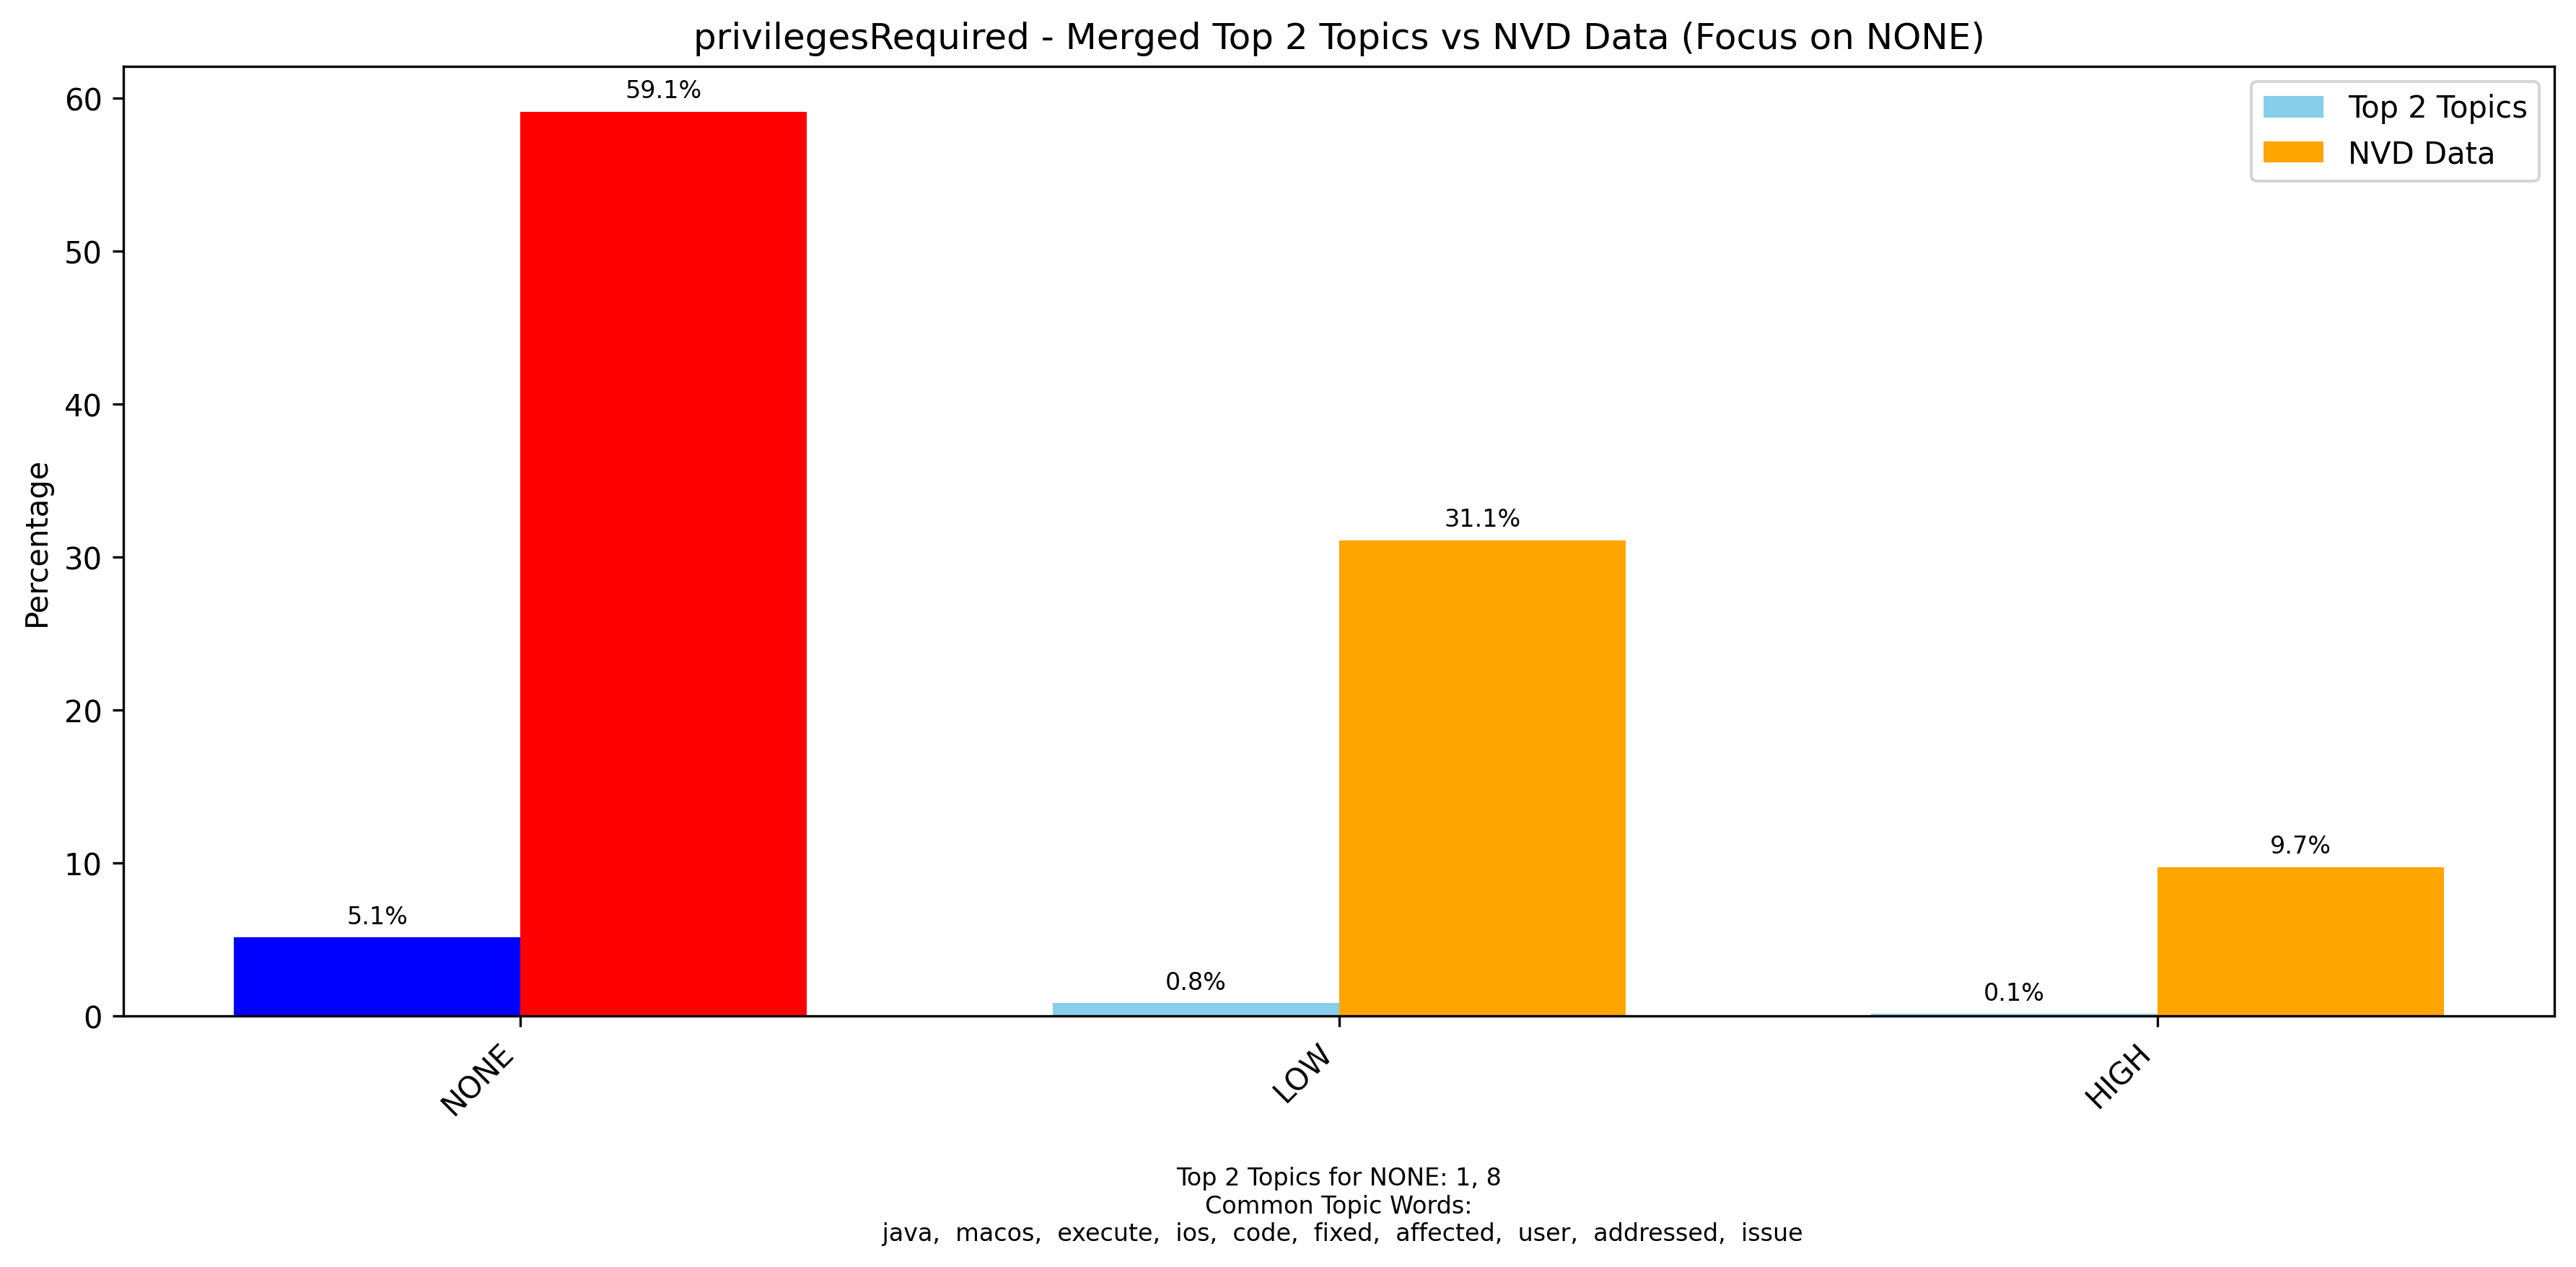 privilegesRequired - Merged Top 2 Topics vs NVD Data (Focus on NONE)
Top 2 Topics
NVD Data
Percentage
60
50
40
30
20
10
0
59.1%
5.1%
31.1%
0.8%
9.7%
0.1%
NONE
LOW
HIGH
Top 2 Topics for NONE: 1, 8
Common Topic Words:
java, macos, execute, ios, code, fixed, affected, user, addressed, issue